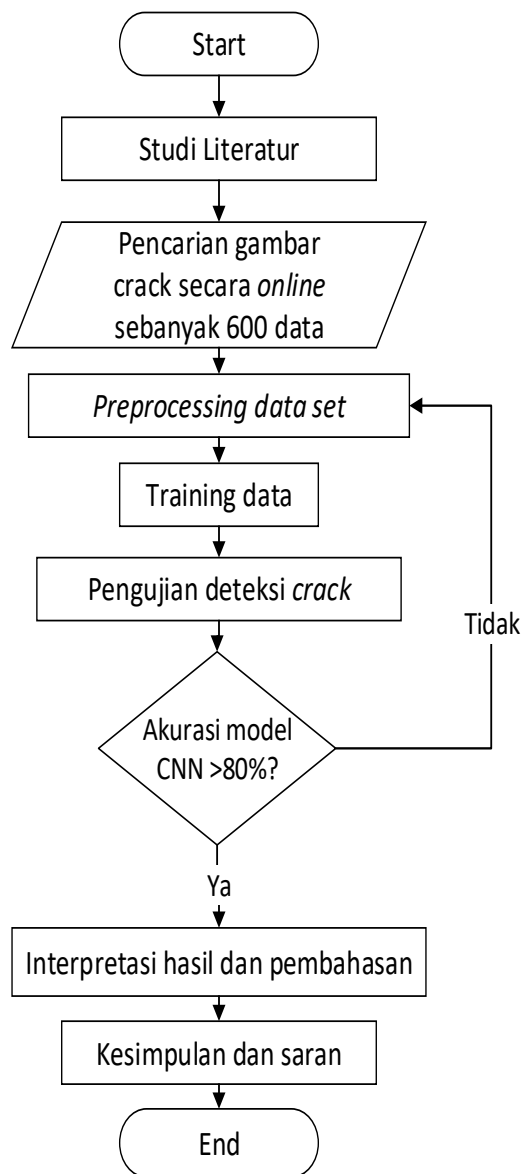 Start
Studi Literatur
Pencarian gambar
crack secara online
sebanyak 600 data
Preprocessing data set
Training data
Pengujian deteksi crack
Tidak
Akurasi model
CNN >80%?
Ya
Interpretasi hasil dan pembahasan
Kesimpulan dan saran
End